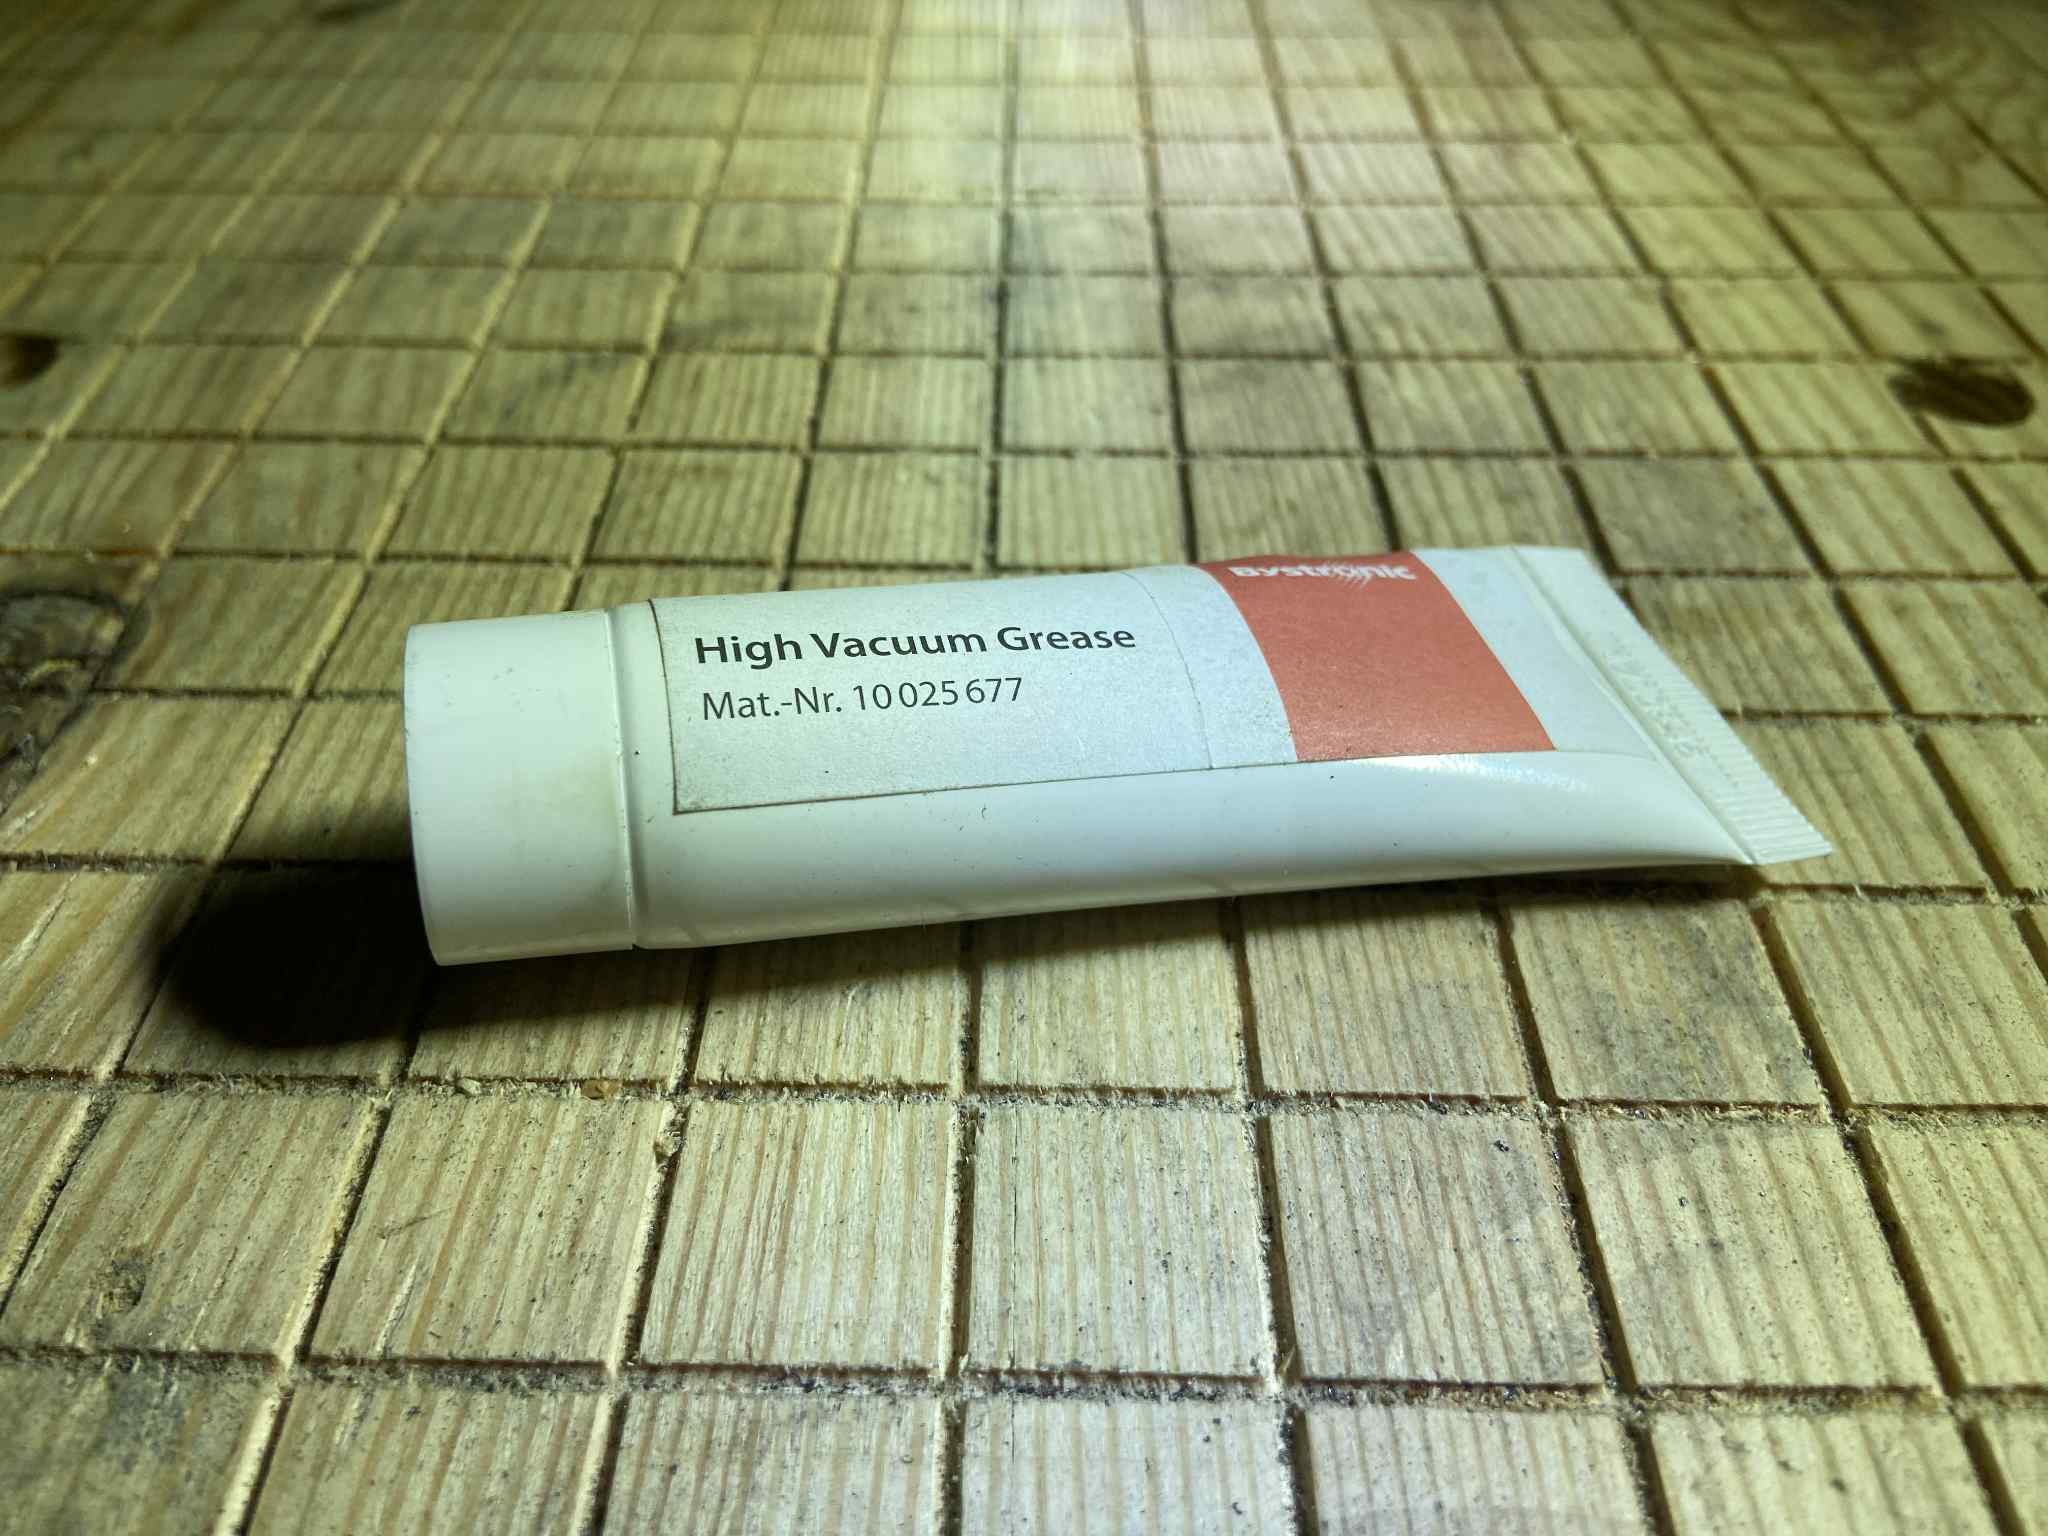 Bystronic
High Vacuum Grease
Mat.-Nr. 10 025 677